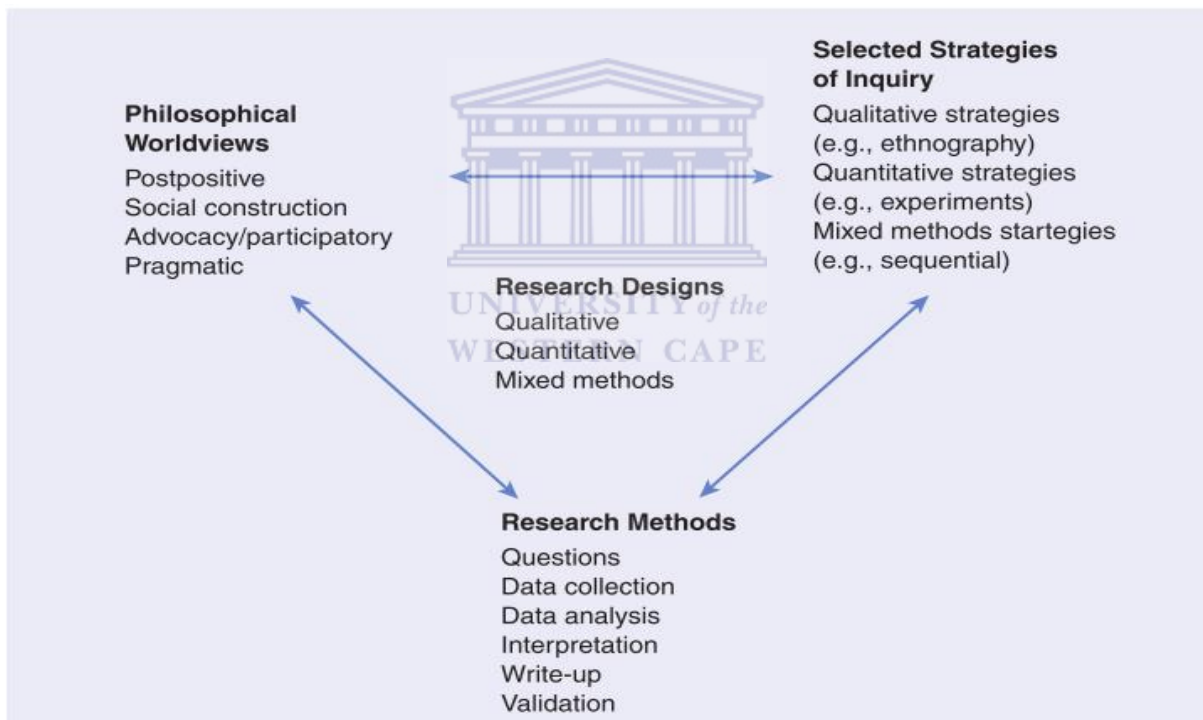 Philosophical
Worldviews
Postpositive
Social construction
Advocacy/participatory
Pragmatic
Selected Strategies
of Inquiry
Qualitative strategies
(e.g., ethnography)
Quantitative strategies
(e.g., experiments)
Mixed methods startegies
(e.g., sequential)
Research Designs
UNIVERSITY of the
Qualitative
WESTERN CAPE
Quantitative
Mixed methods
Research Methods
Questions
Data collection
Data analysis
Interpretation
Write-up
Validation